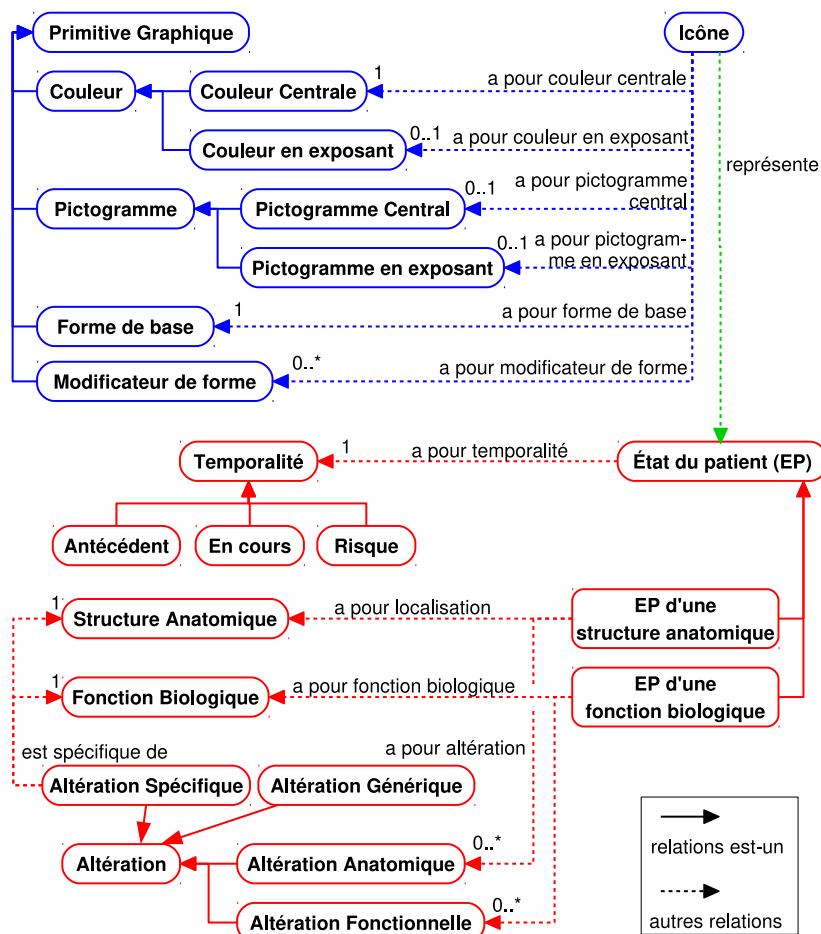 Primitive Graphique
Icône
Couleur
Couleur Centrale
1
a pour couleur centrale
Couleur en exposant
0..1
a pour couleur en exposant
représente
Pictogramme
Pictogramme Central
0..1
a pour pictogramme
central
Pictogramme en exposant
0..1
a pour pictogram-
me en exposant
Forme de base
1
a pour forme de base
Modificateur de forme
0..*
a pour modificateur de forme
Temporalité
1
a pour temporalité
État du patient (EP)
Antécédent
En cours
Risque
1
Structure Anatomique
a pour localisation
EP d'une
structure anatomique
1
Fonction Biologique
a pour fonction biologique
EP d'une
fonction biologique
est spécifique de
a pour altération
Altération Spécifique
Altération Générique
Altération
Altération Anatomique
0..*
Altération Fonctionnelle
0..*
relations est-un
autres relations